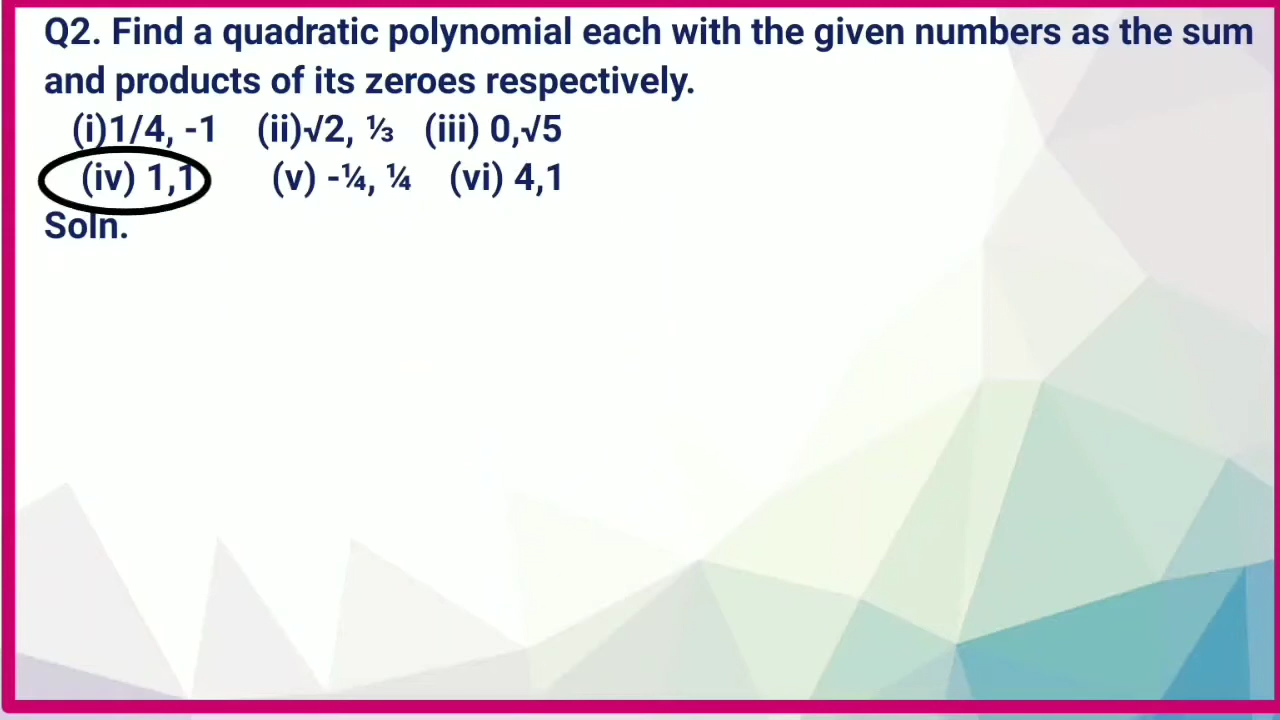 Q2. Find a quadratic polynomial each with the given numbers as the sum
and products of its zeroes respectively.
(i)1/4, -1 (ii)√2, ⅓ (iii) 0,√5
(iv) 1,1 (v) -¼, ¼ (vi) 4,1
Soln.